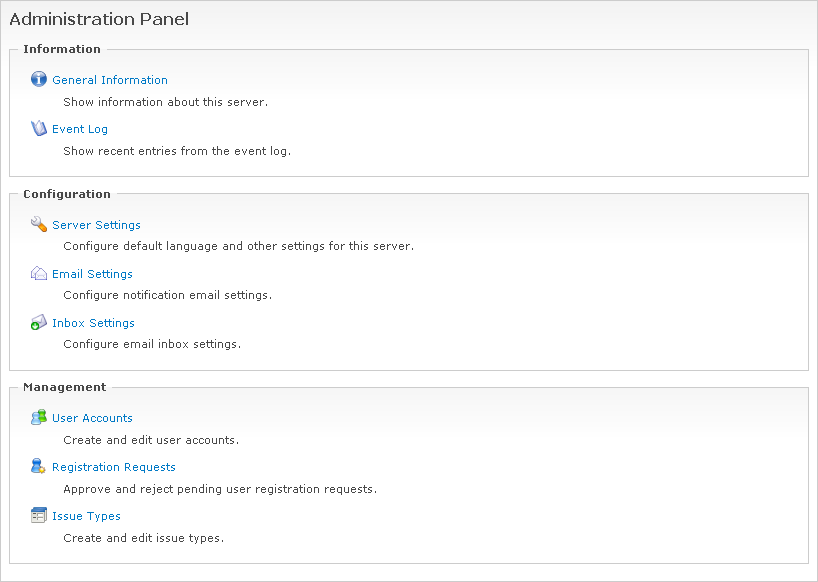 Administration Panel
Information
General Information
Show information about this server.
Event Log
Show recent entries from the event log.
Configuration
Server Settings
Configure default language and other settings for this server.
Email Settings
Configure notification email settings.
Inbox Settings
Configure email inbox settings.
Management
User Accounts
Create and edit user accounts.
Registration Requests
Approve and reject pending user registration requests.
Issue Types
Create and edit issue types.